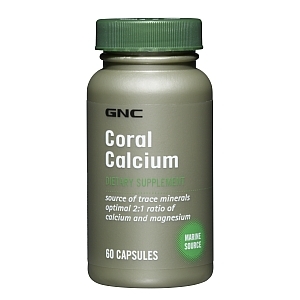 GNC
Coral
Calcium
DIETARY SUPPLEMENT
source of trace minerals
optimal 2:1 ratio of
calcium and magnesium
MARINE
SOURCE
60 CAPSULES